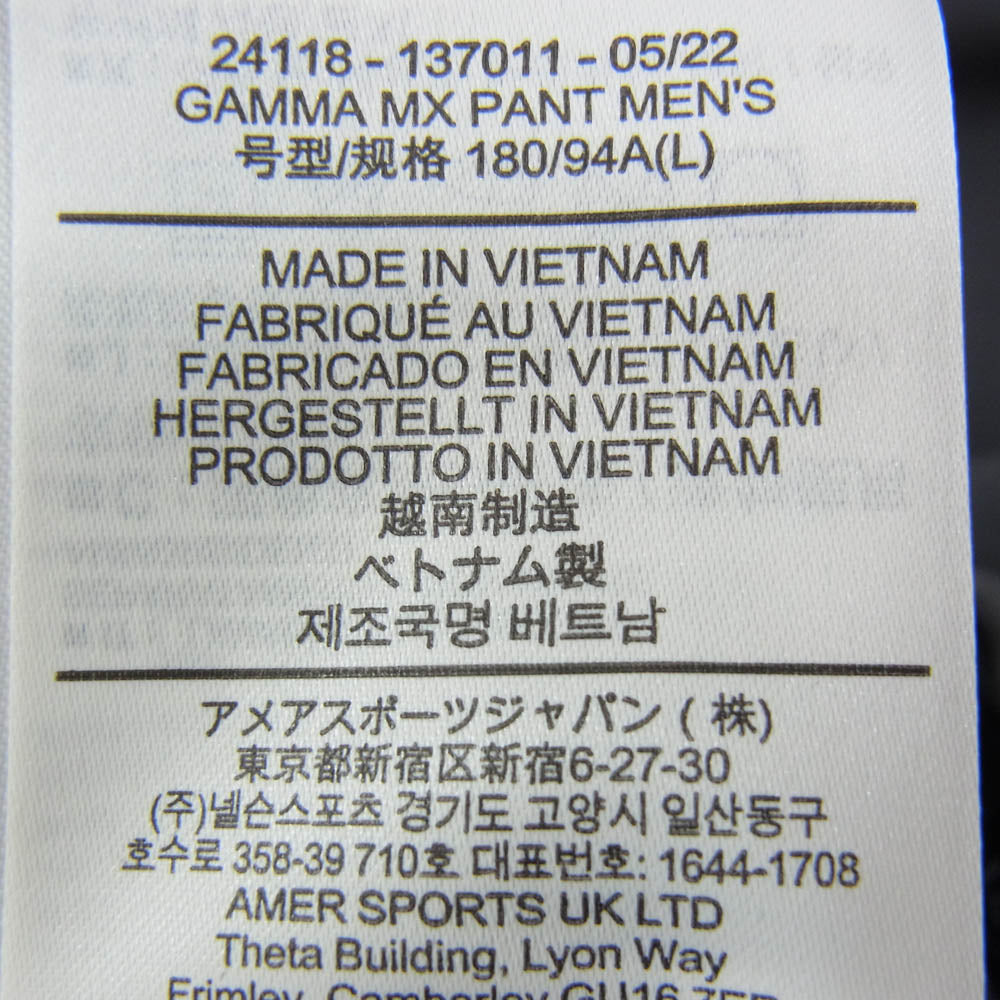 24118 - 137011 - 05/22
GAMMA MX PANT MEN'S
号型/规格 180/94A(L)
MADE IN VIETNAM
FABRIQUÉ AU VIETNAM
FABRICADO EN VIETNAM
HERGESTELLT IN VIETNAM
PRODOTTO IN VIETNAM
越南制造
ベトナム製
제조국명 베트남
アメアスポーツジャパン ( 株)
東京都新宿区新宿6-27-30
(주)넬슨스포츠 경기도 고양시 일산동구
호수로 358-39 710호 대표번호: 1644-1708
AMER SPORTS UK LTD
Theta Building, Lyon Way
Frimley, Camberley GU16 7ER